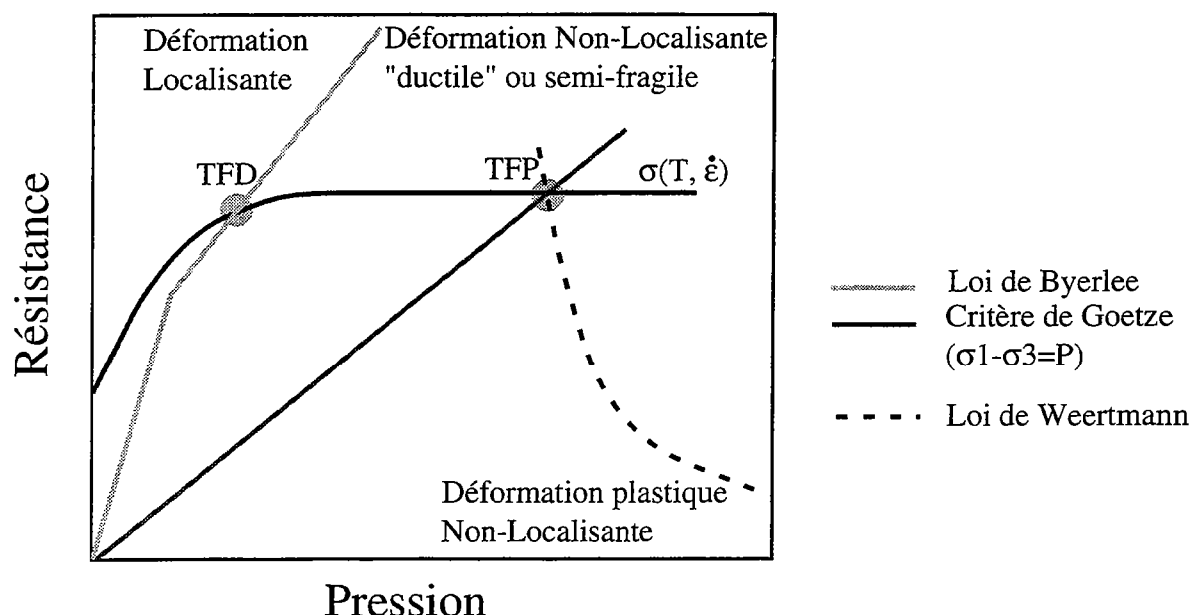 Déformation
Localisante
Déformation Non-Localisante
"ductile" ou semi-fragile
TFD
TFP
σ(T, ε̇)
Résistance
Loi de Byerlee
Critère de Goetze
(σ1-σ3=P)
Loi de Weertmann
Déformation plastique
Non-Localisante
Pression